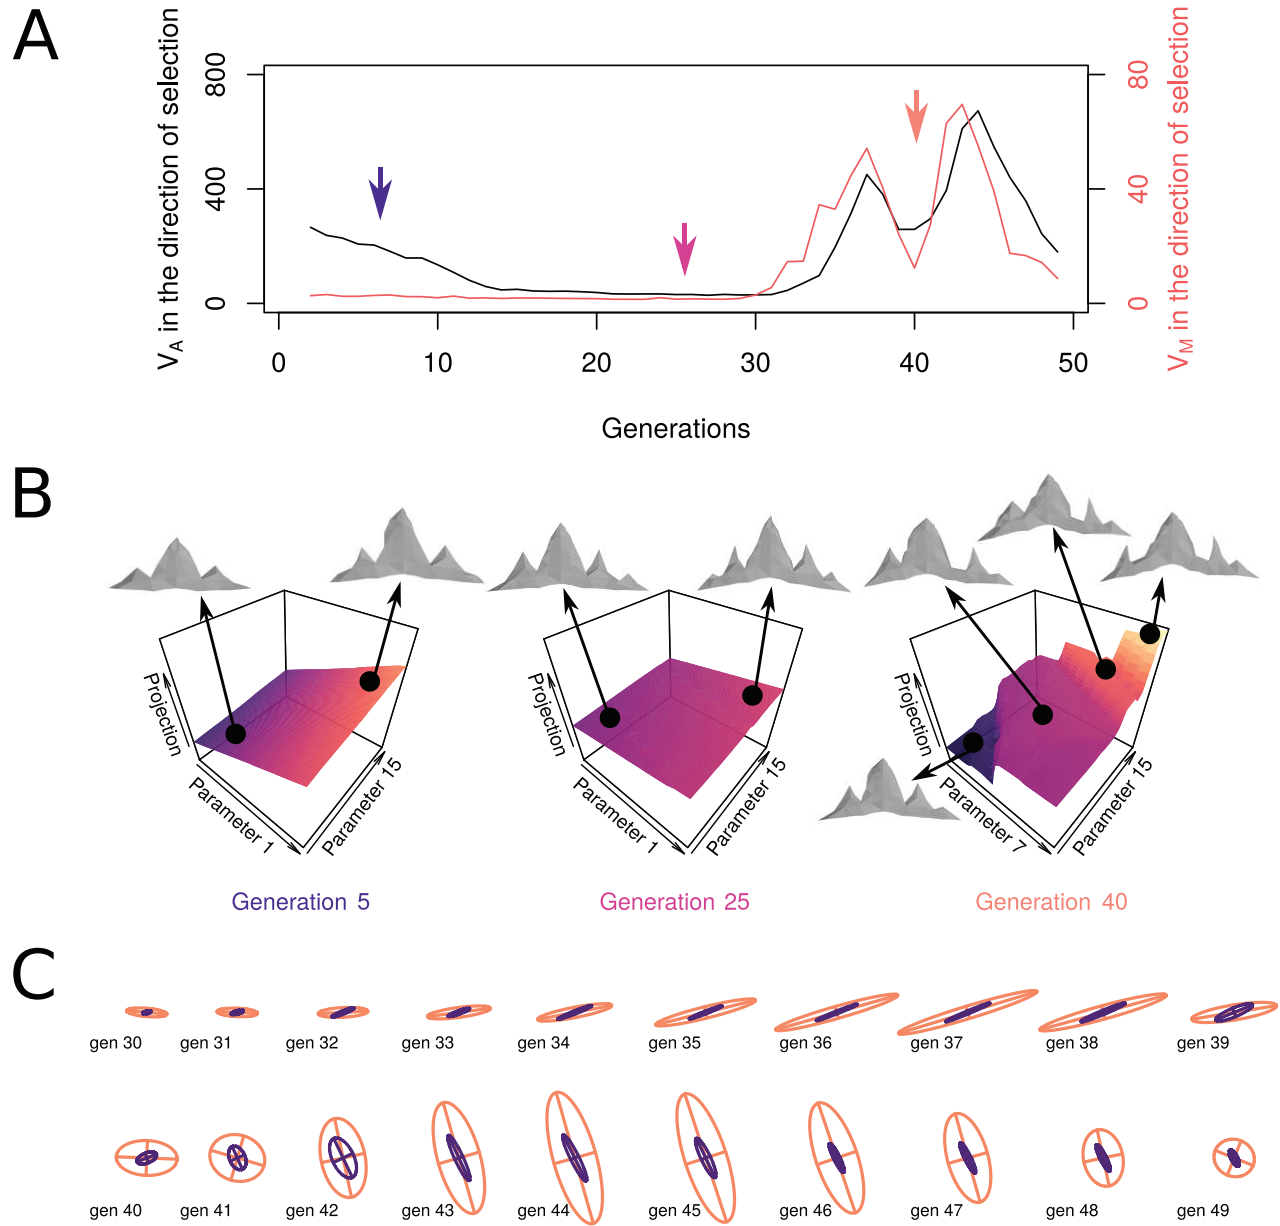 A
V_A in the direction of selection
0 400 800
V_M in the direction of selection
0 40 80
0 10 20 30 40 50
Generations
B
Projection
Parameter 1
Parameter 15
Projection
Parameter 1
Parameter 15
Projection
Parameter 7
Parameter 15
Generation 5
Generation 25
Generation 40
C
gen 30 gen 31 gen 32 gen 33 gen 34 gen 35 gen 36 gen 37 gen 38 gen 39
gen 40 gen 41 gen 42 gen 43 gen 44 gen 45 gen 46 gen 47 gen 48 gen 49